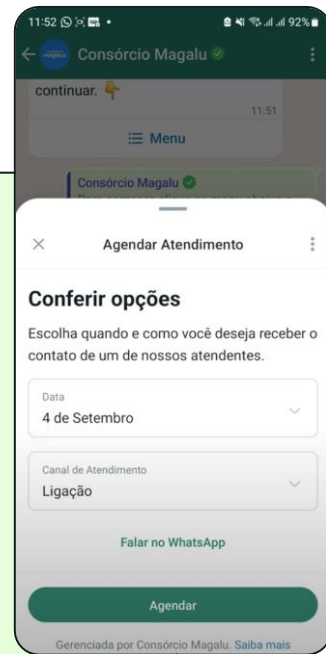 11:52
92%
Consórcio Magalu
continuar. 👇
11:51
Menu
Consórcio Magalu
Agendar Atendimento
Conferir opções
Escolha quando e como você deseja receber o
contato de um de nossos atendentes.
Data
4 de Setembro
Canal de Atendimento
Ligação
Falar no WhatsApp
Agendar
Gerenciada por Consórcio Magalu. Saiba mais